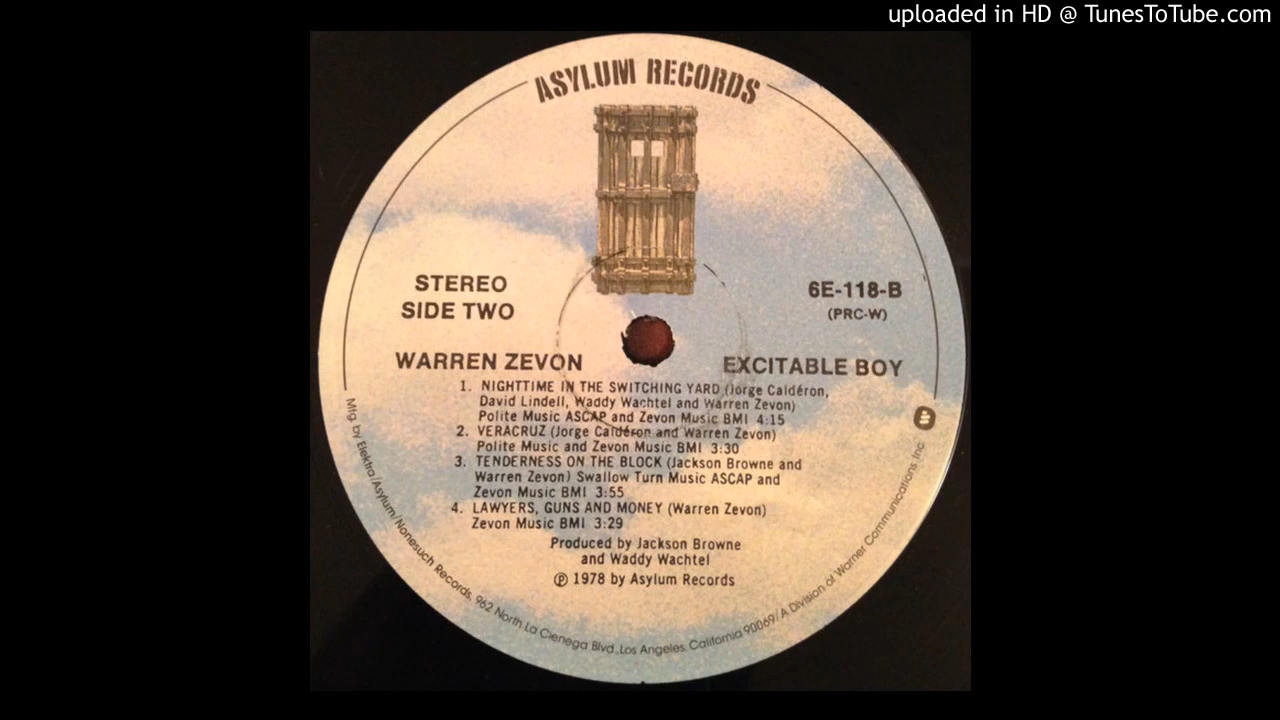 uploaded in HD @ TunesToTube.com
ASYLUM RECORDS
STEREO
SIDE TWO
6E-118-B
(PRC-W)
WARREN ZEVON
EXCITABLE BOY
1. NIGHTTIME IN THE SWITCHING YARD (Jorge Caldéron,
David Lindell, Waddy Wachtel and Warren Zevon)
Polite Music ASCAP and Zevon Music BMI 4:15
2. VERACRUZ (Jorge Caldéron and Warren Zevon)
Polite Music and Zevon Music BMI 3:30
3. TENDERNESS ON THE BLOCK (Jackson Browne and
Warren Zevon) Swallow Turn Music ASCAP and
Zevon Music BMI 3:55
4. LAWYERS, GUNS AND MONEY (Warren Zevon)
Zevon Music BMI 3:29
Produced by Jackson Browne
and Waddy Wachtel
℗ 1978 by Asylum Records
Mfg. by Elektra/Asylum/Nonesuch Records, 962 North La Cienega Blvd., Los Angeles, California 90069/A Division of Warner Communications Inc.